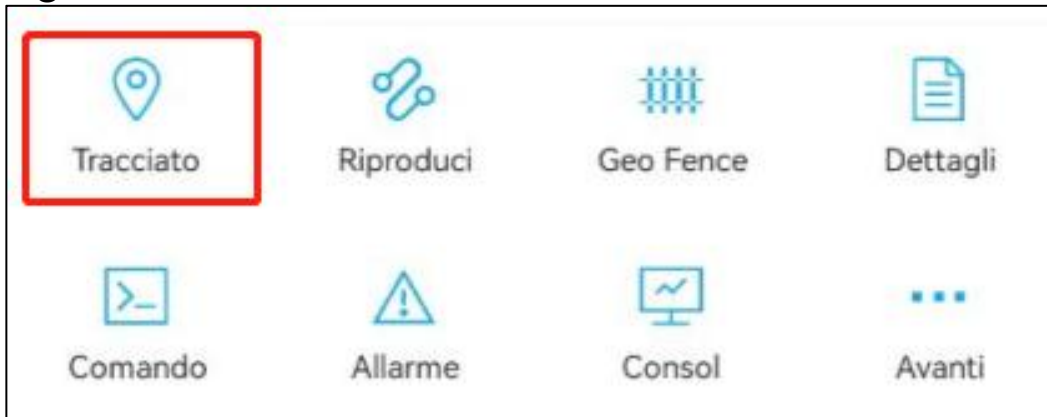 Tracciato Riproduci Geo Fence Dettagli
Comando Allarme Consol Avanti